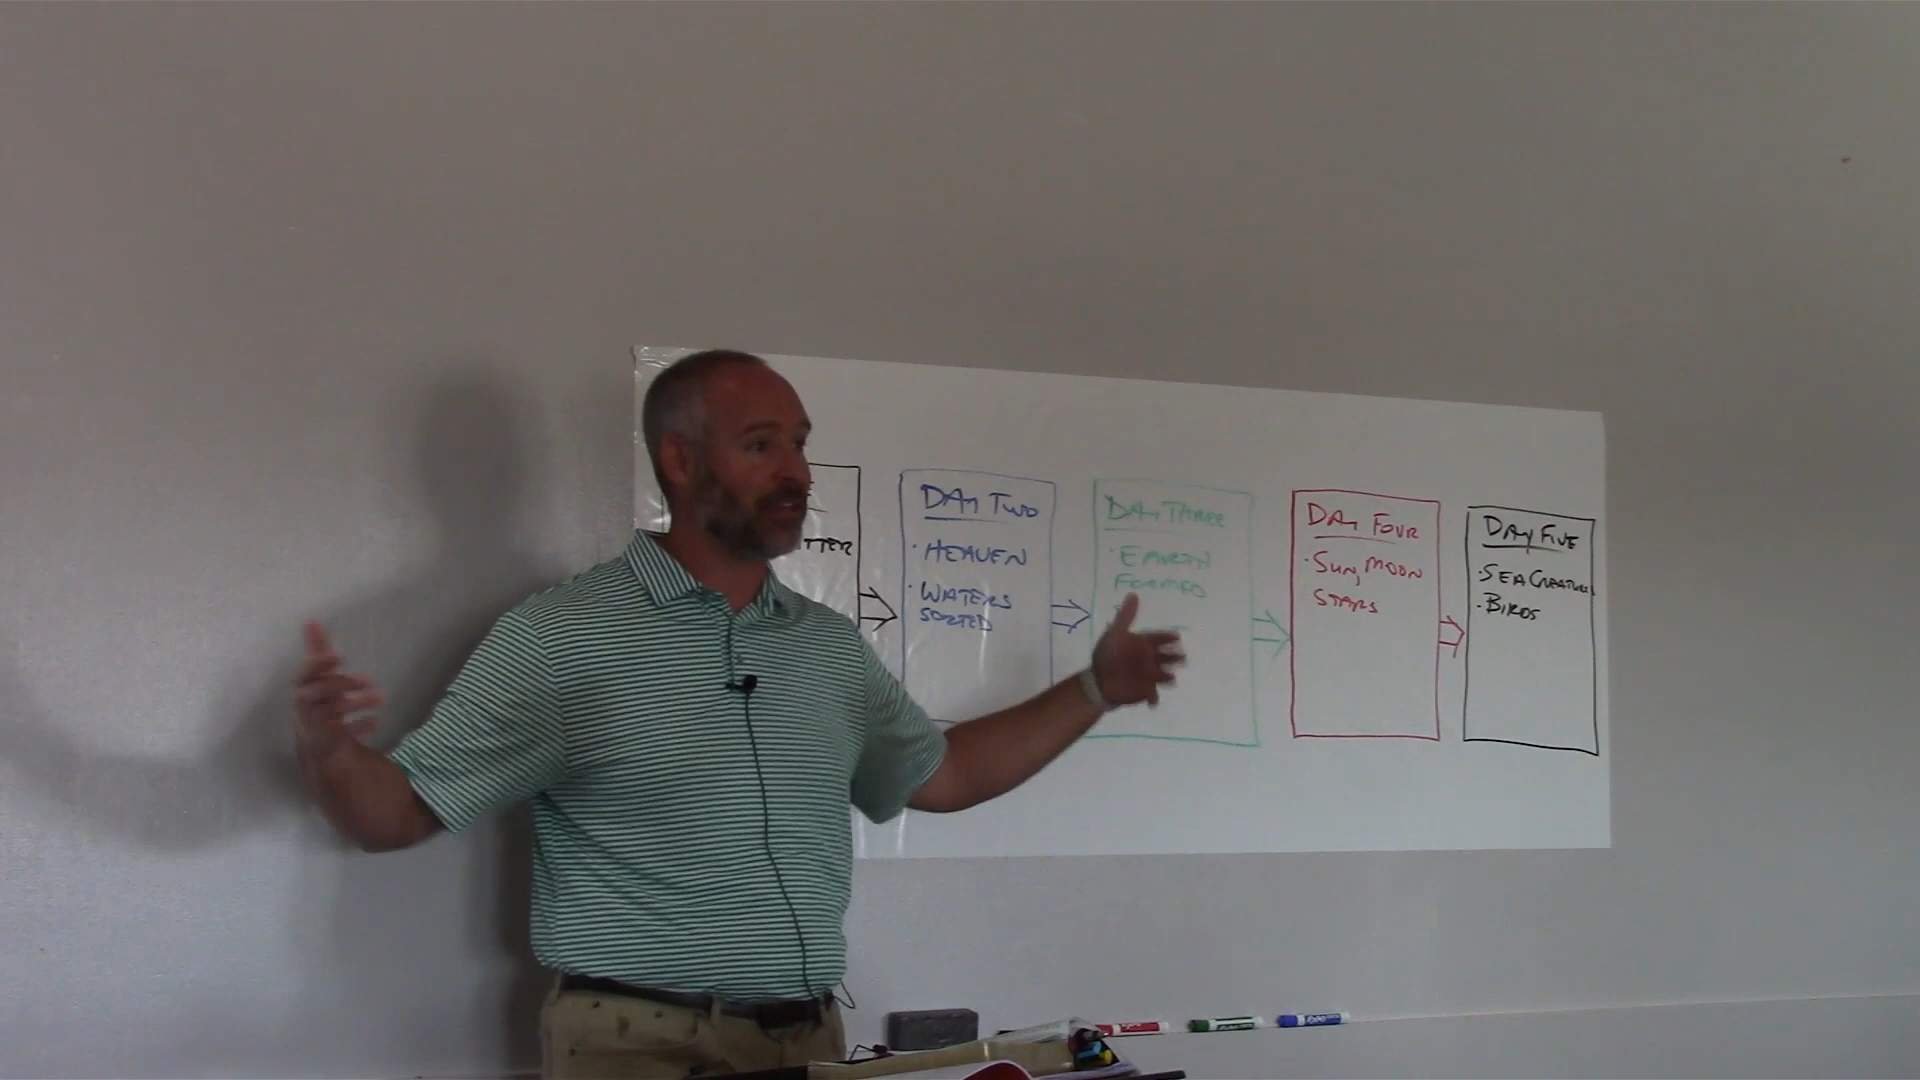 TTER
DAY TWO
· HEAVEN
· WATERS
SORTED
DAY THREE
· EARTH
FORMED
DAY FOUR
· SUN, MOON
STARS
DAY FIVE
· SEA CREATURES
· BIRDS
EXPO